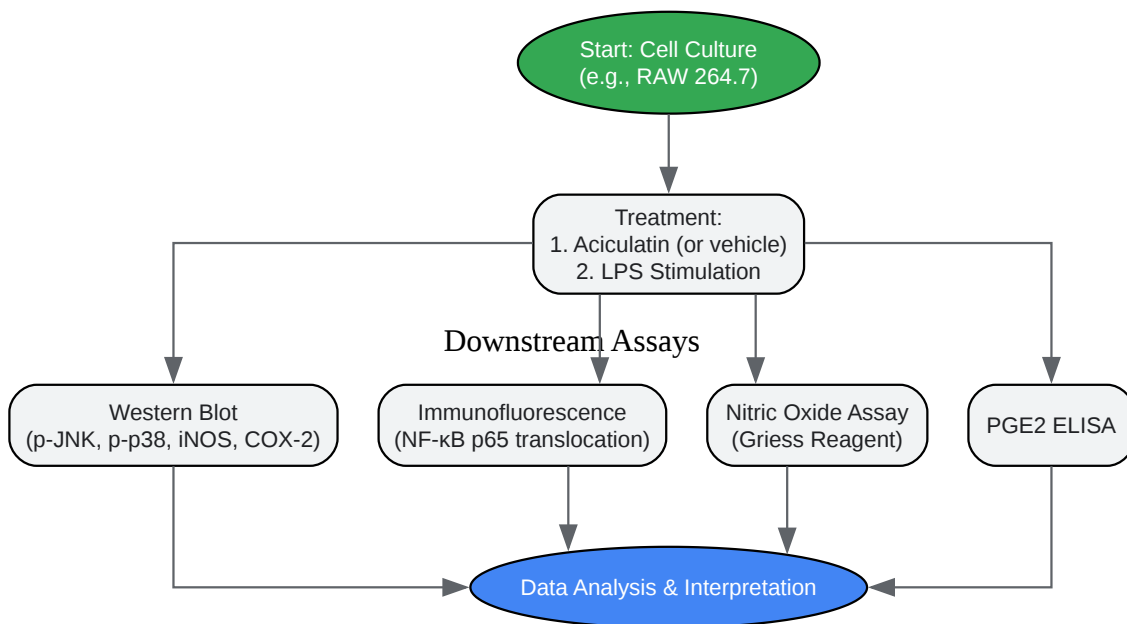 Start: Cell Culture
(e.g., RAW 264.7)
Treatment:
1. Aciculatin (or vehicle)
2. LPS Stimulation
Downstream Assays
Western Blot
(p-JNK, p-p38, iNOS, COX-2)
Immunofluorescence
(NF-κB p65 translocation)
Nitric Oxide Assay
(Griess Reagent)
PGE2 ELISA
Data Analysis & Interpretation